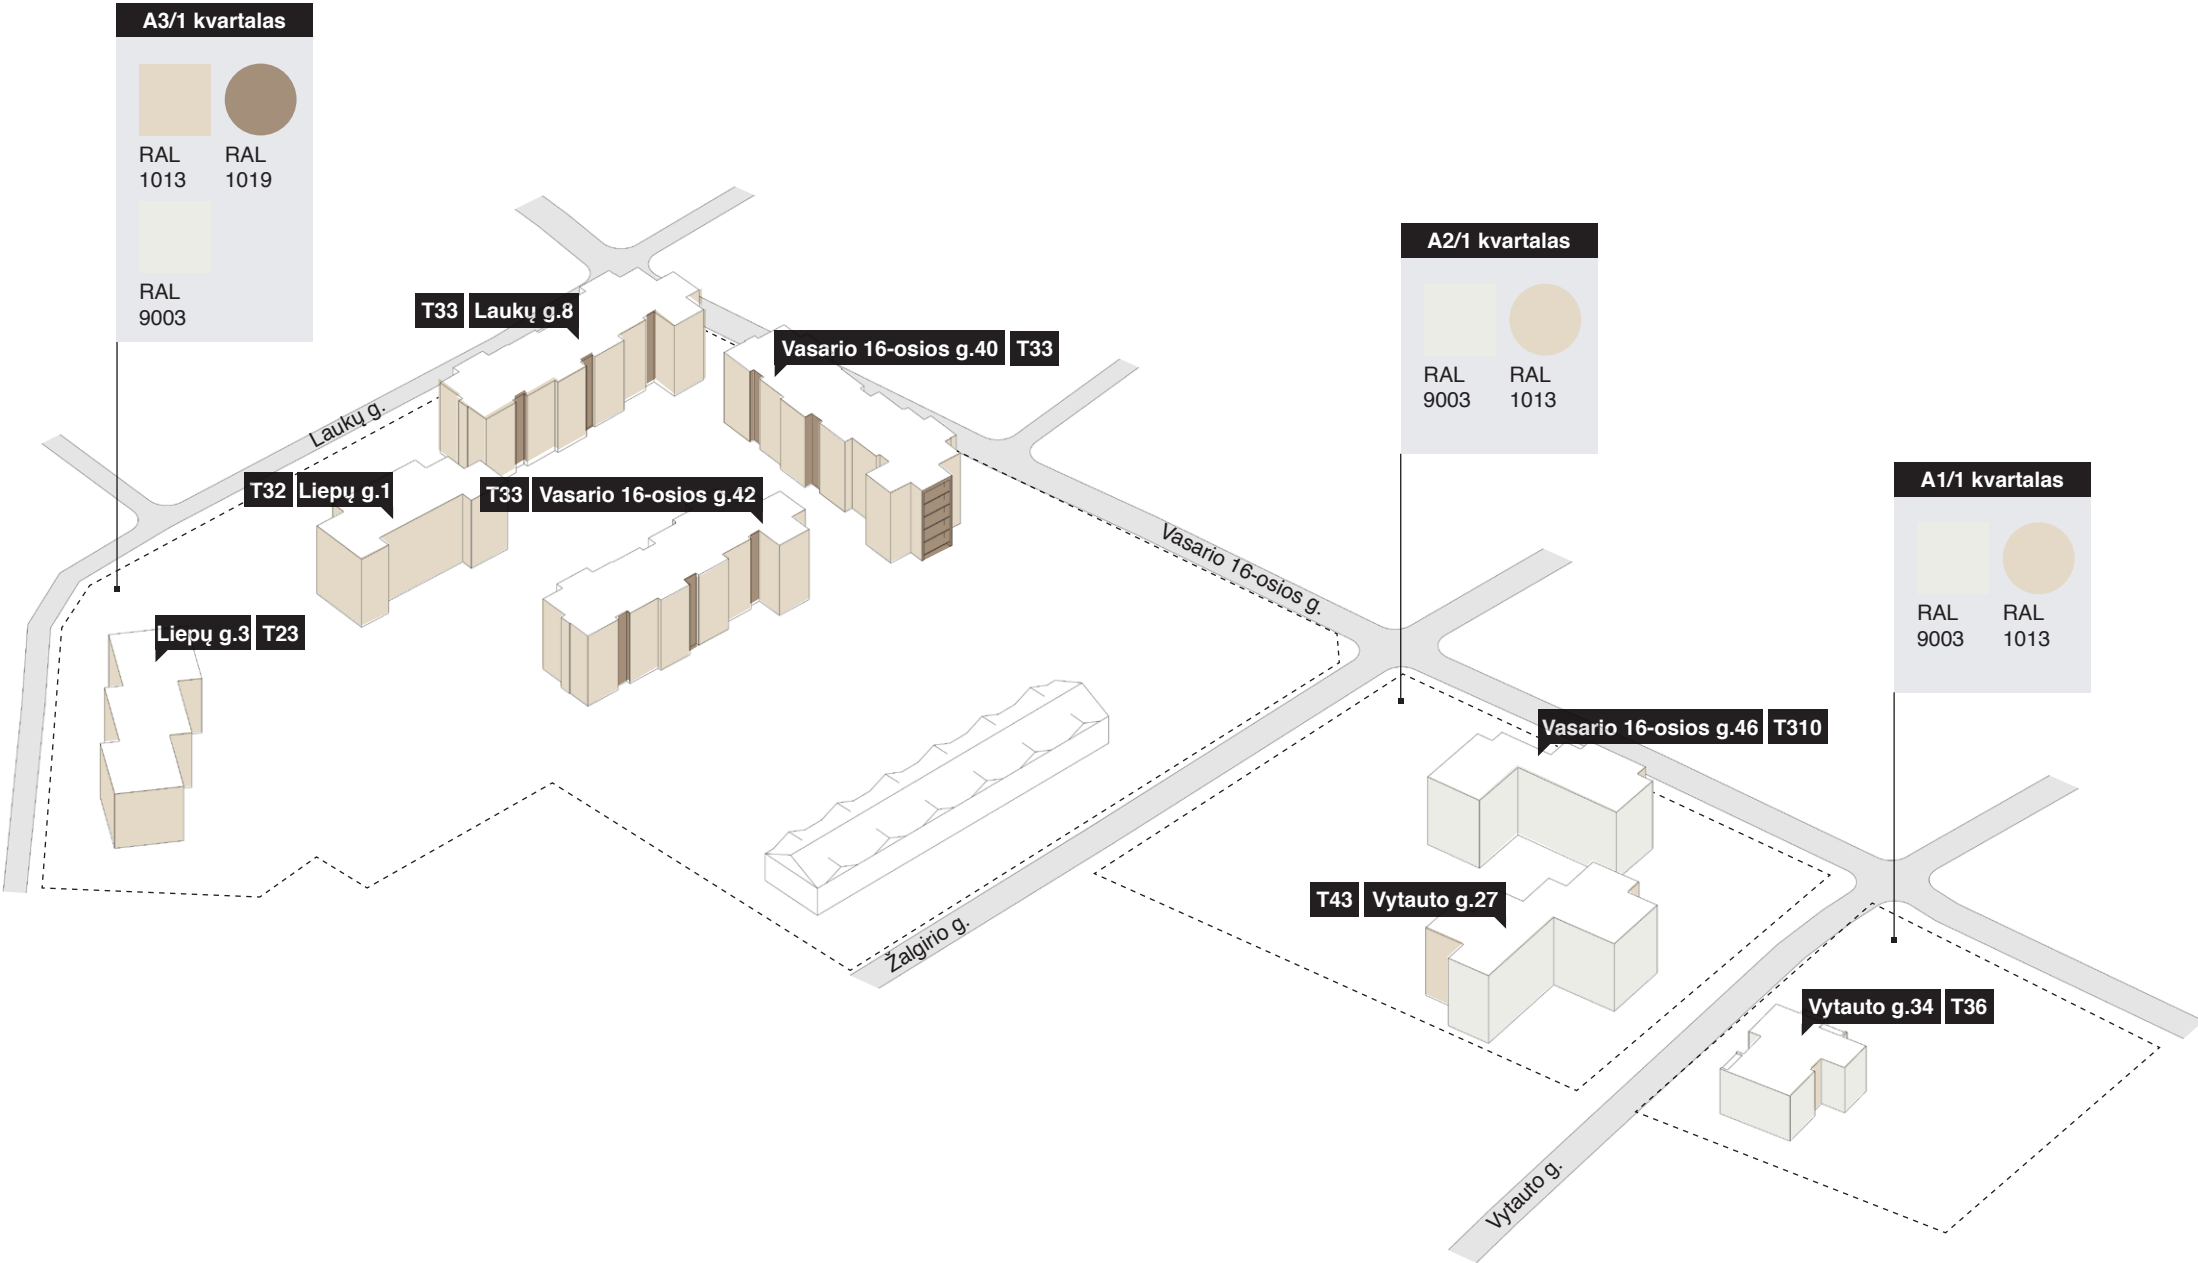 A3/1 kvartalas
RAL
1013
RAL
1019
RAL
9003
A2/1 kvartalas
RAL
9003
RAL
1013
A1/1 kvartalas
RAL
9003
RAL
1013
T33 Laukų g.8
Vasario 16-osios g.40 T33
Laukų g.
T32 Liepų g.1
T33 Vasario 16-osios g.42
Vasario 16-osios g.
Liepų g.3 T23
Vasario 16-osios g.46 T310
T43 Vytauto g.27
Žalgirio g.
Vytauto g.34 T36
Vytauto g.